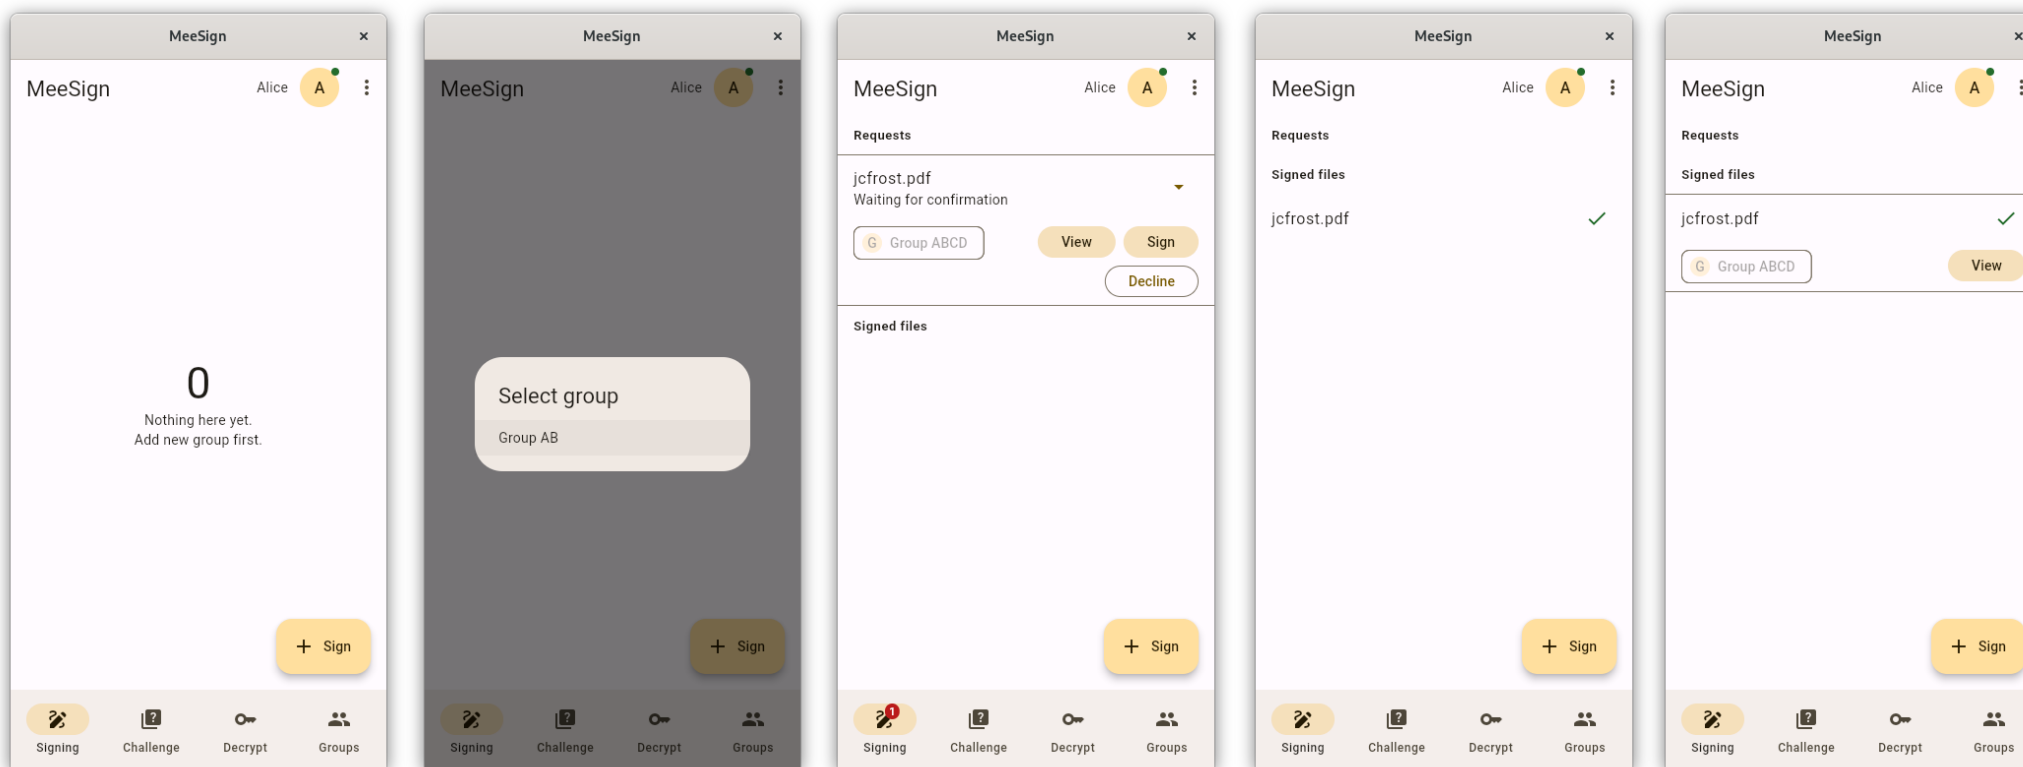 MeeSign
MeeSign
Alice
A
0
Nothing here yet.
Add new group first.
Sign
Signing
Challenge
Decrypt
Groups
MeeSign
MeeSign
Alice
A
Select group
Group AB
Sign
Signing
Challenge
Decrypt
Groups
MeeSign
MeeSign
Alice
A
Requests
jcfrost.pdf
Waiting for confirmation
G Group ABCD
View
Sign
Decline
Signed files
Sign
1
Signing
Challenge
Decrypt
Groups
MeeSign
MeeSign
Alice
A
Requests
Signed files
jcfrost.pdf
Sign
Signing
Challenge
Decrypt
Groups
MeeSign
MeeSign
Alice
A
Requests
Signed files
jcfrost.pdf
G Group ABCD
View
Sign
Signing
Challenge
Decrypt
Groups